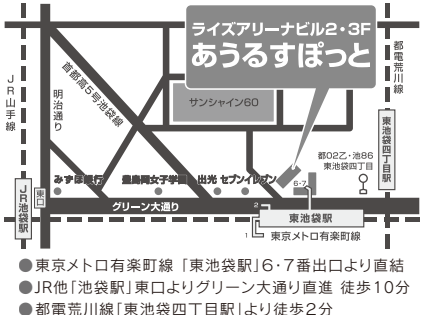 ライズアリーナビル2・3F
あうるすぽっと
都電荒川線
JR山手線
首都高5号池袋線
明治通り
サンシャイン60
東池袋四丁目駅
都02乙・池86
東池袋四丁目
みずほ銀行
豊島岡女子学園
出光
セブンイレブン
6・7
JR池袋駅
東口
グリーン大通り
2
東池袋駅
1
東京メトロ有楽町線
●東京メトロ有楽町線「東池袋駅」6・7番出口より直結
●JR他「池袋駅」東口よりグリーン大通り直進 徒歩10分
●都電荒川線「東池袋四丁目駅」より徒歩2分